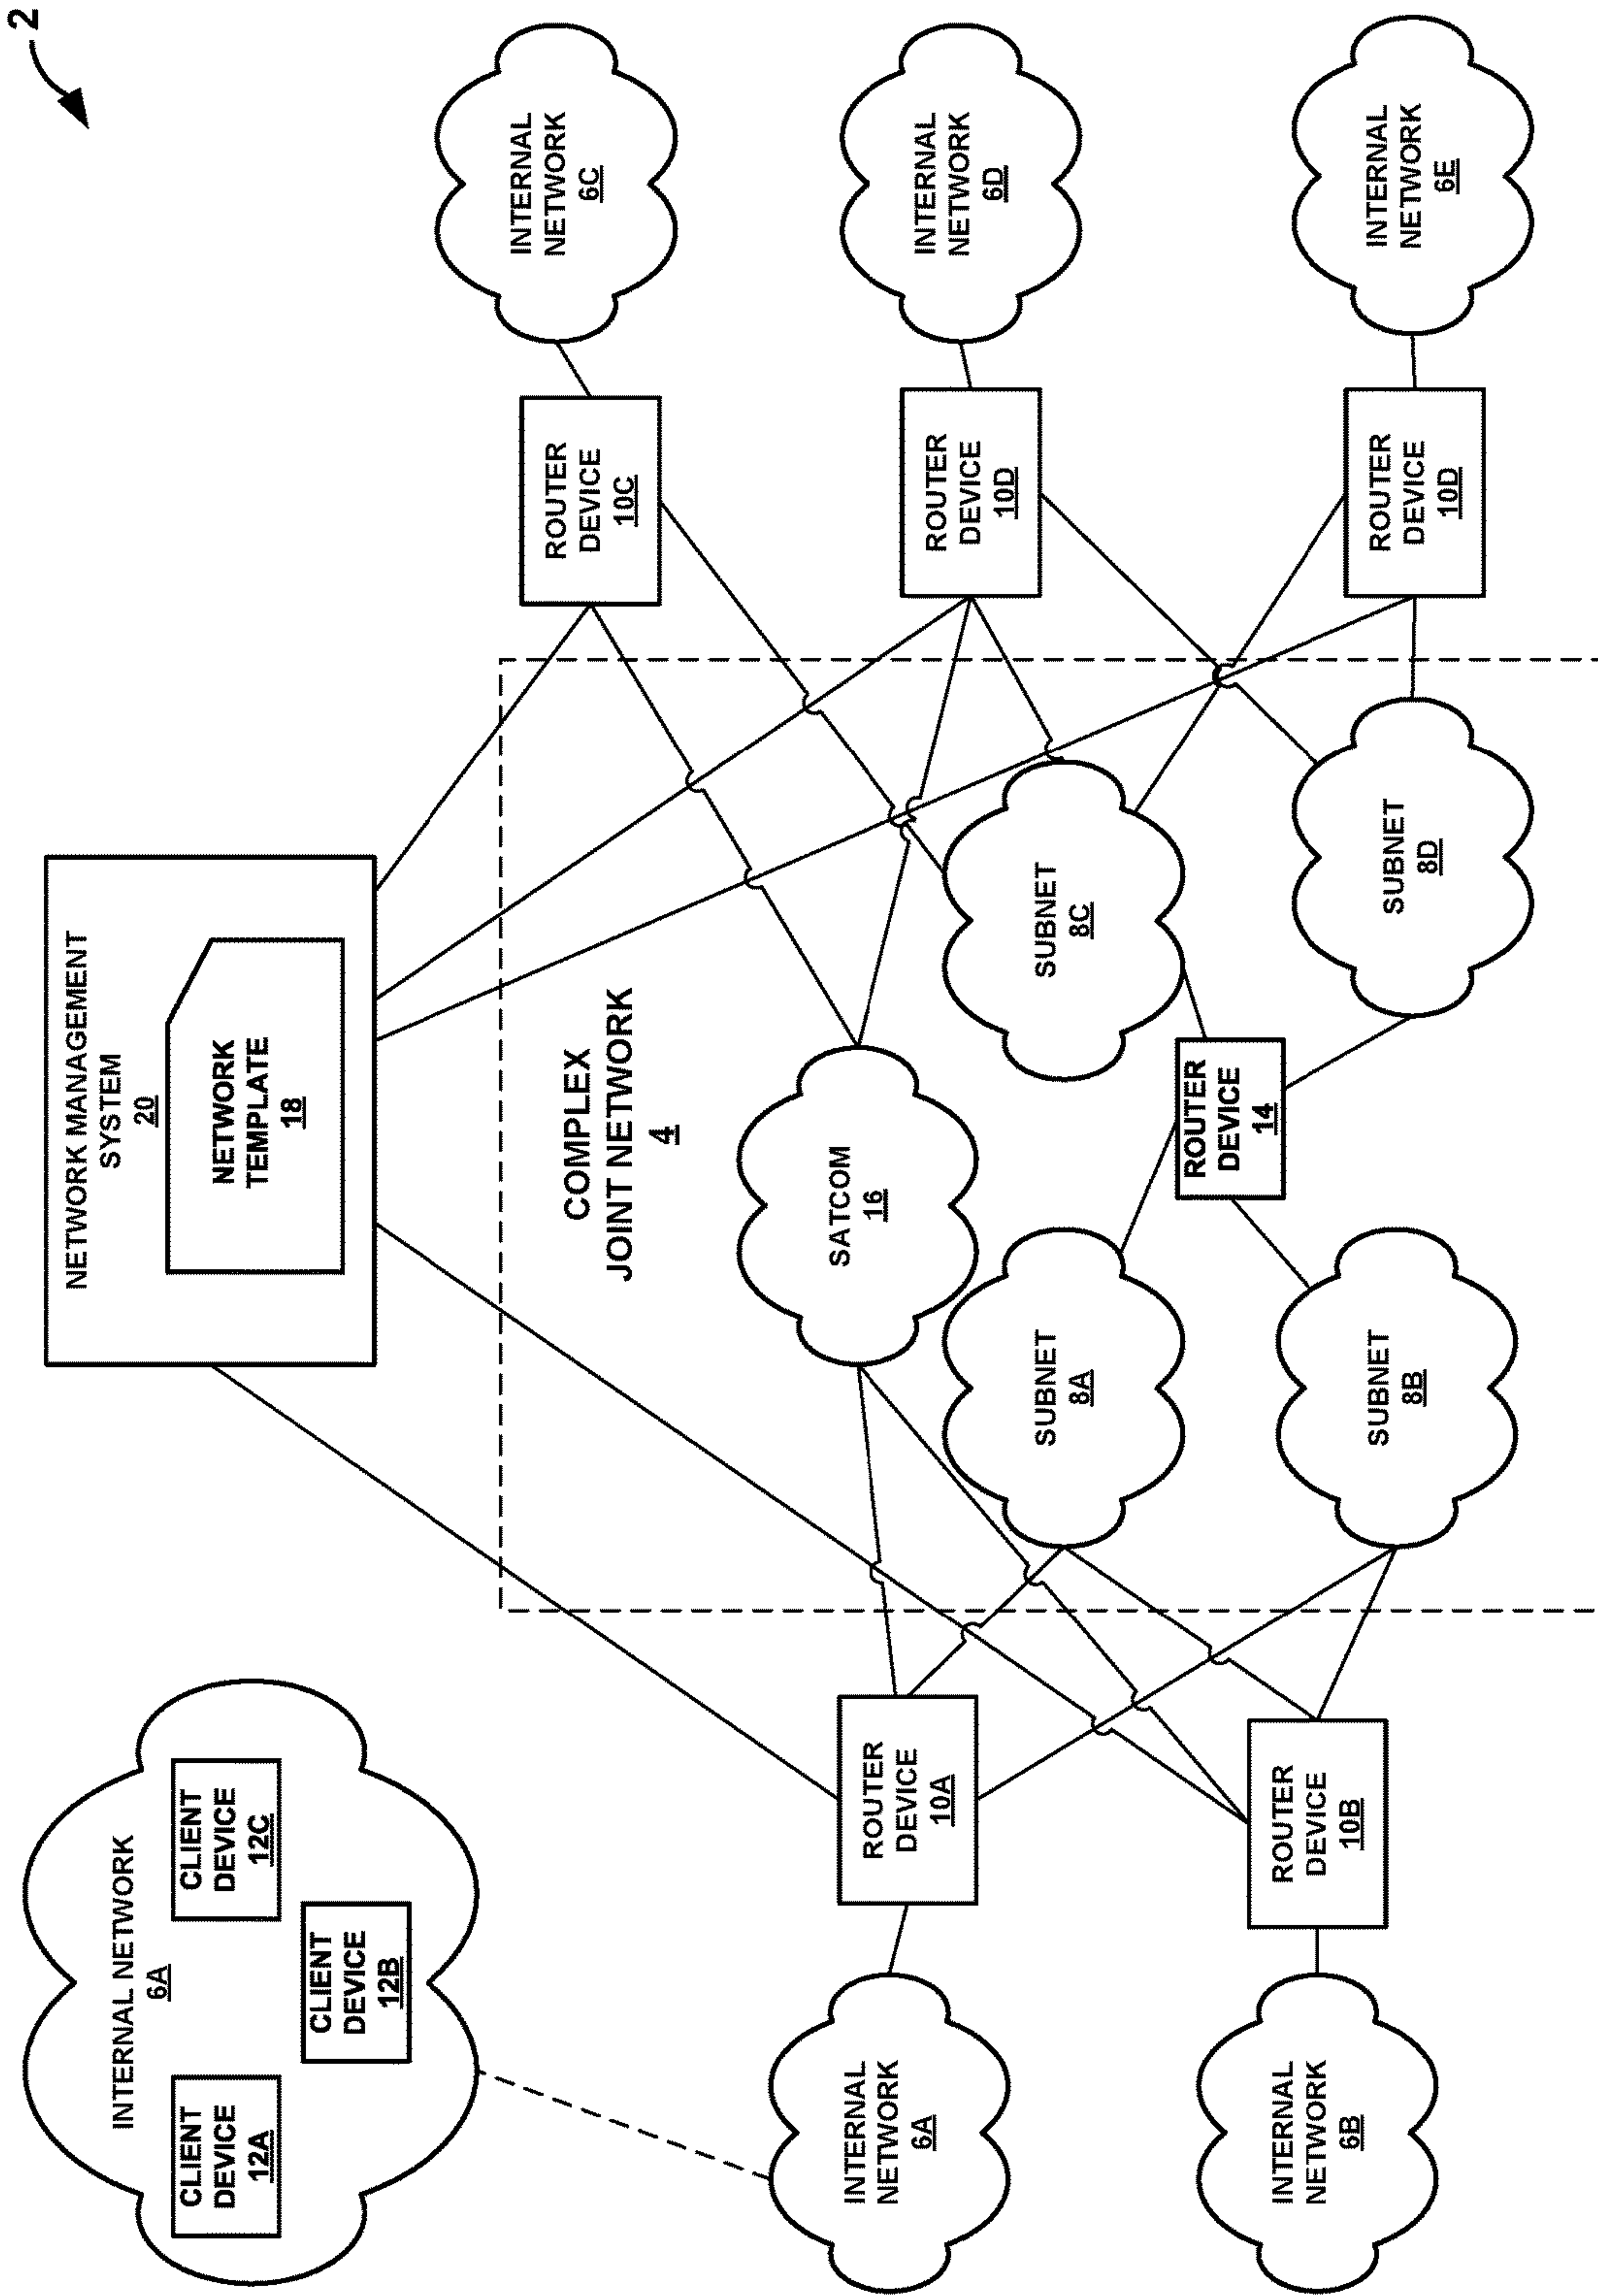 2
INTERNAL NETWORK
6A
CLIENT
DEVICE
12A
CLIENT
DEVICE
12B
CLIENT
DEVICE
12C
NETWORK MANAGEMENT
SYSTEM
20
NETWORK
TEMPLATE
18
COMPLEX
JOINT NETWORK
4
INTERNAL
NETWORK
6A
ROUTER
DEVICE
10A
INTERNAL
NETWORK
6B
ROUTER
DEVICE
10B
SATCOM
16
SUBNET
8A
SUBNET
8B
ROUTER
DEVICE
14
SUBNET
8C
SUBNET
8D
ROUTER
DEVICE
10C
INTERNAL
NETWORK
6C
ROUTER
DEVICE
10D
INTERNAL
NETWORK
6D
ROUTER
DEVICE
10D
INTERNAL
NETWORK
6E